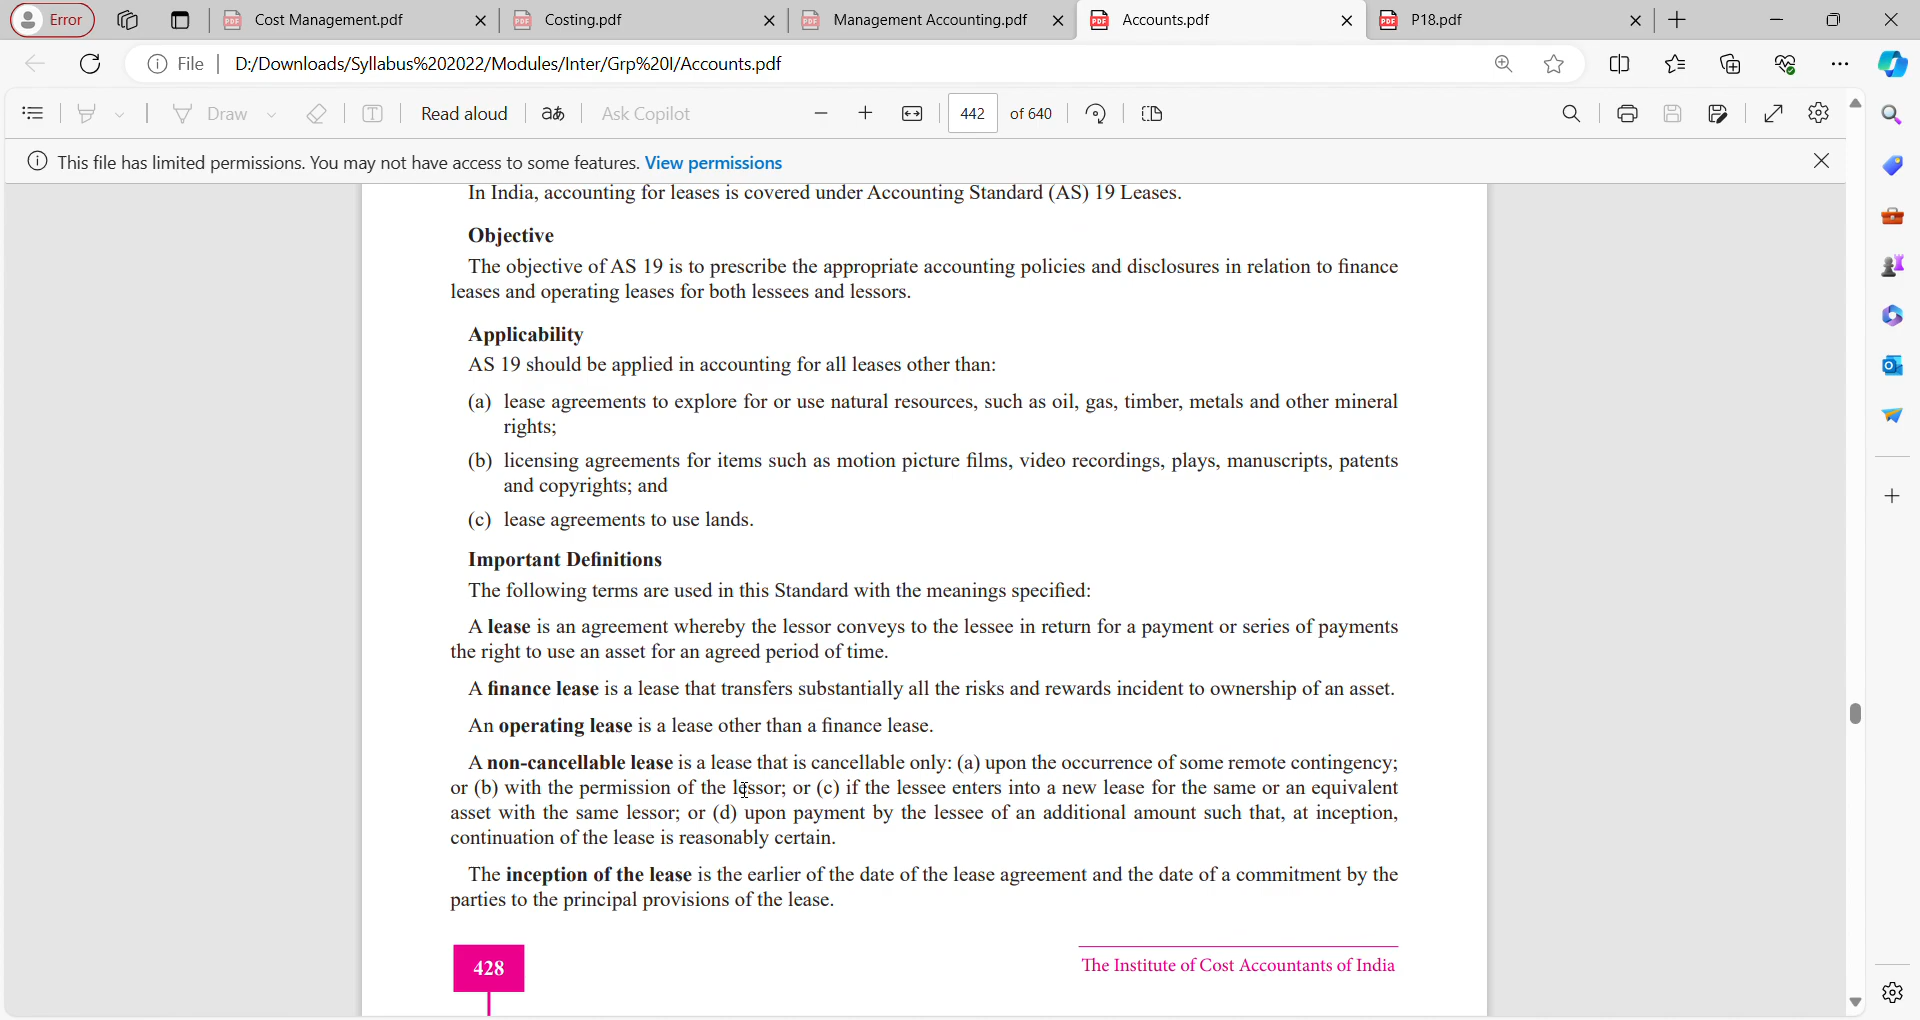 Error
Cost Management.pdf
Costing.pdf
Management Accounting.pdf
Accounts.pdf
P18.pdf
File
D:/Downloads/Syllabus%202022/Modules/Inter/Grp%20I/Accounts.pdf
Draw
Read aloud
aあ
Ask Copilot
442 of 640
This file has limited permissions. You may not have access to some features. View permissions
In India, accounting for leases is covered under Accounting Standard (AS) 19 Leases.
Objective
The objective of AS 19 is to prescribe the appropriate accounting policies and disclosures in relation to finance
leases and operating leases for both lessees and lessors.
Applicability
AS 19 should be applied in accounting for all leases other than:
(a) lease agreements to explore for or use natural resources, such as oil, gas, timber, metals and other mineral
rights;
(b) licensing agreements for items such as motion picture films, video recordings, plays, manuscripts, patents
and copyrights; and
(c) lease agreements to use lands.
Important Definitions
The following terms are used in this Standard with the meanings specified:
A lease is an agreement whereby the lessor conveys to the lessee in return for a payment or series of payments
the right to use an asset for an agreed period of time.
A finance lease is a lease that transfers substantially all the risks and rewards incident to ownership of an asset.
An operating lease is a lease other than a finance lease.
A non-cancellable lease is a lease that is cancellable only: (a) upon the occurrence of some remote contingency;
or (b) with the permission of the lessor; or (c) if the lessee enters into a new lease for the same or an equivalent
asset with the same lessor; or (d) upon payment by the lessee of an additional amount such that, at inception,
continuation of the lease is reasonably certain.
The inception of the lease is the earlier of the date of the lease agreement and the date of a commitment by the
parties to the principal provisions of the lease.
428
The Institute of Cost Accountants of India